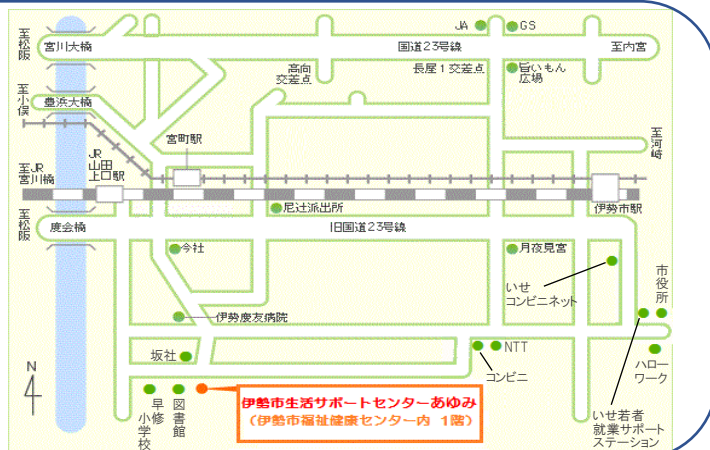 JA
GS
至松阪
宮川大橋
国道23号線
至内宮
高向
交差点
長屋1交差点
旨いもん
広場
至小俣
豊浜大橋
宮町駅
至河崎
至JR
宮川橋
JR
山田
上口駅
伊勢市駅
尼辻派出所
至松阪
度会橋
旧国道23号線
今社
月夜見宮
いせ
コンビニネット
市役所
伊勢慶友病院
坂社
NTT
コンビニ
ハロー
ワーク
N
早修
小学校
図書館
伊勢市生活サポートセンターあゆみ
(伊勢市福祉健康センター内 1階)
いせ若者
就業サポート
ステーション